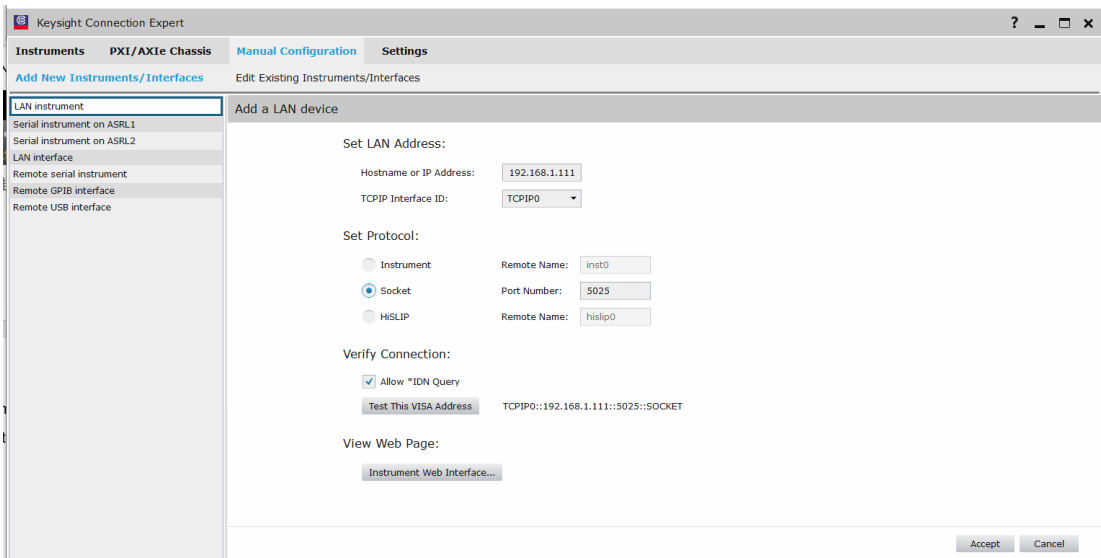 Keysight Connection Expert
Instruments PXI/AXIe Chassis Manual Configuration Settings
Add New Instruments/Interfaces Edit Existing Instruments/Interfaces
LAN instrument
Serial instrument on ASRL1
Serial instrument on ASRL2
LAN interface
Remote serial instrument
Remote GPIB interface
Remote USB interface
Add a LAN device
Set LAN Address:
Hostname or IP Address: 192.168.1.111
TCPIP Interface ID: TCPIP0
Set Protocol:
Instrument Remote Name: inst0
Socket Port Number: 5025
HiSLIP Remote Name: hislip0
Verify Connection:
Allow *IDN Query
Test This VISA Address TCPIP0::192.168.1.111::5025::SOCKET
View Web Page:
Instrument Web Interface...
Accept Cancel